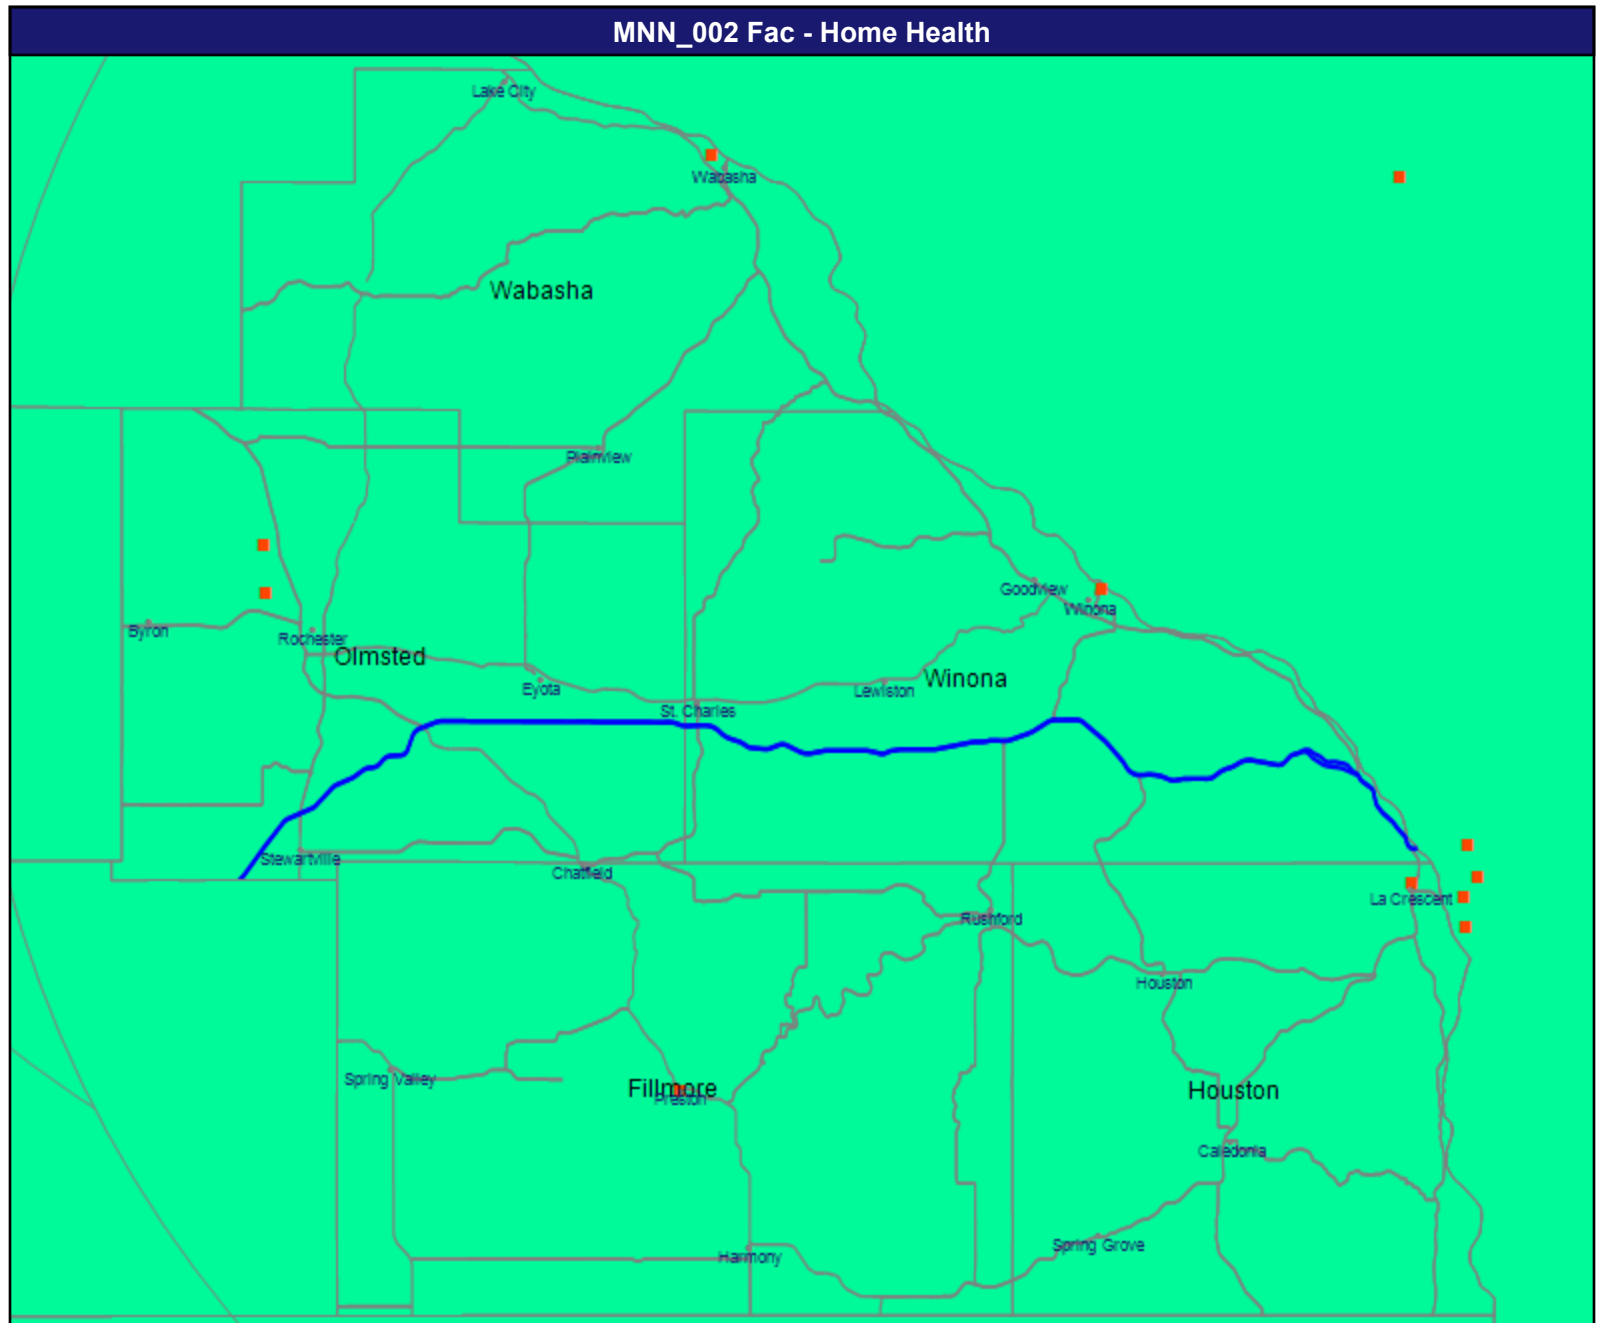 MNN_002 Fac - Home Health
Lake City
Wabasha
Wabasha
Plainview
Goodview
Winona
Byron
Rochester
Olmsted
Eyota
Lewiston
Winona
St. Charles
Stewartville
Chatfield
La Crescent
Rushford
Houston
Spring Valley
Fillmore
Preston
Houston
Caledonia
Harmony
Spring Grove